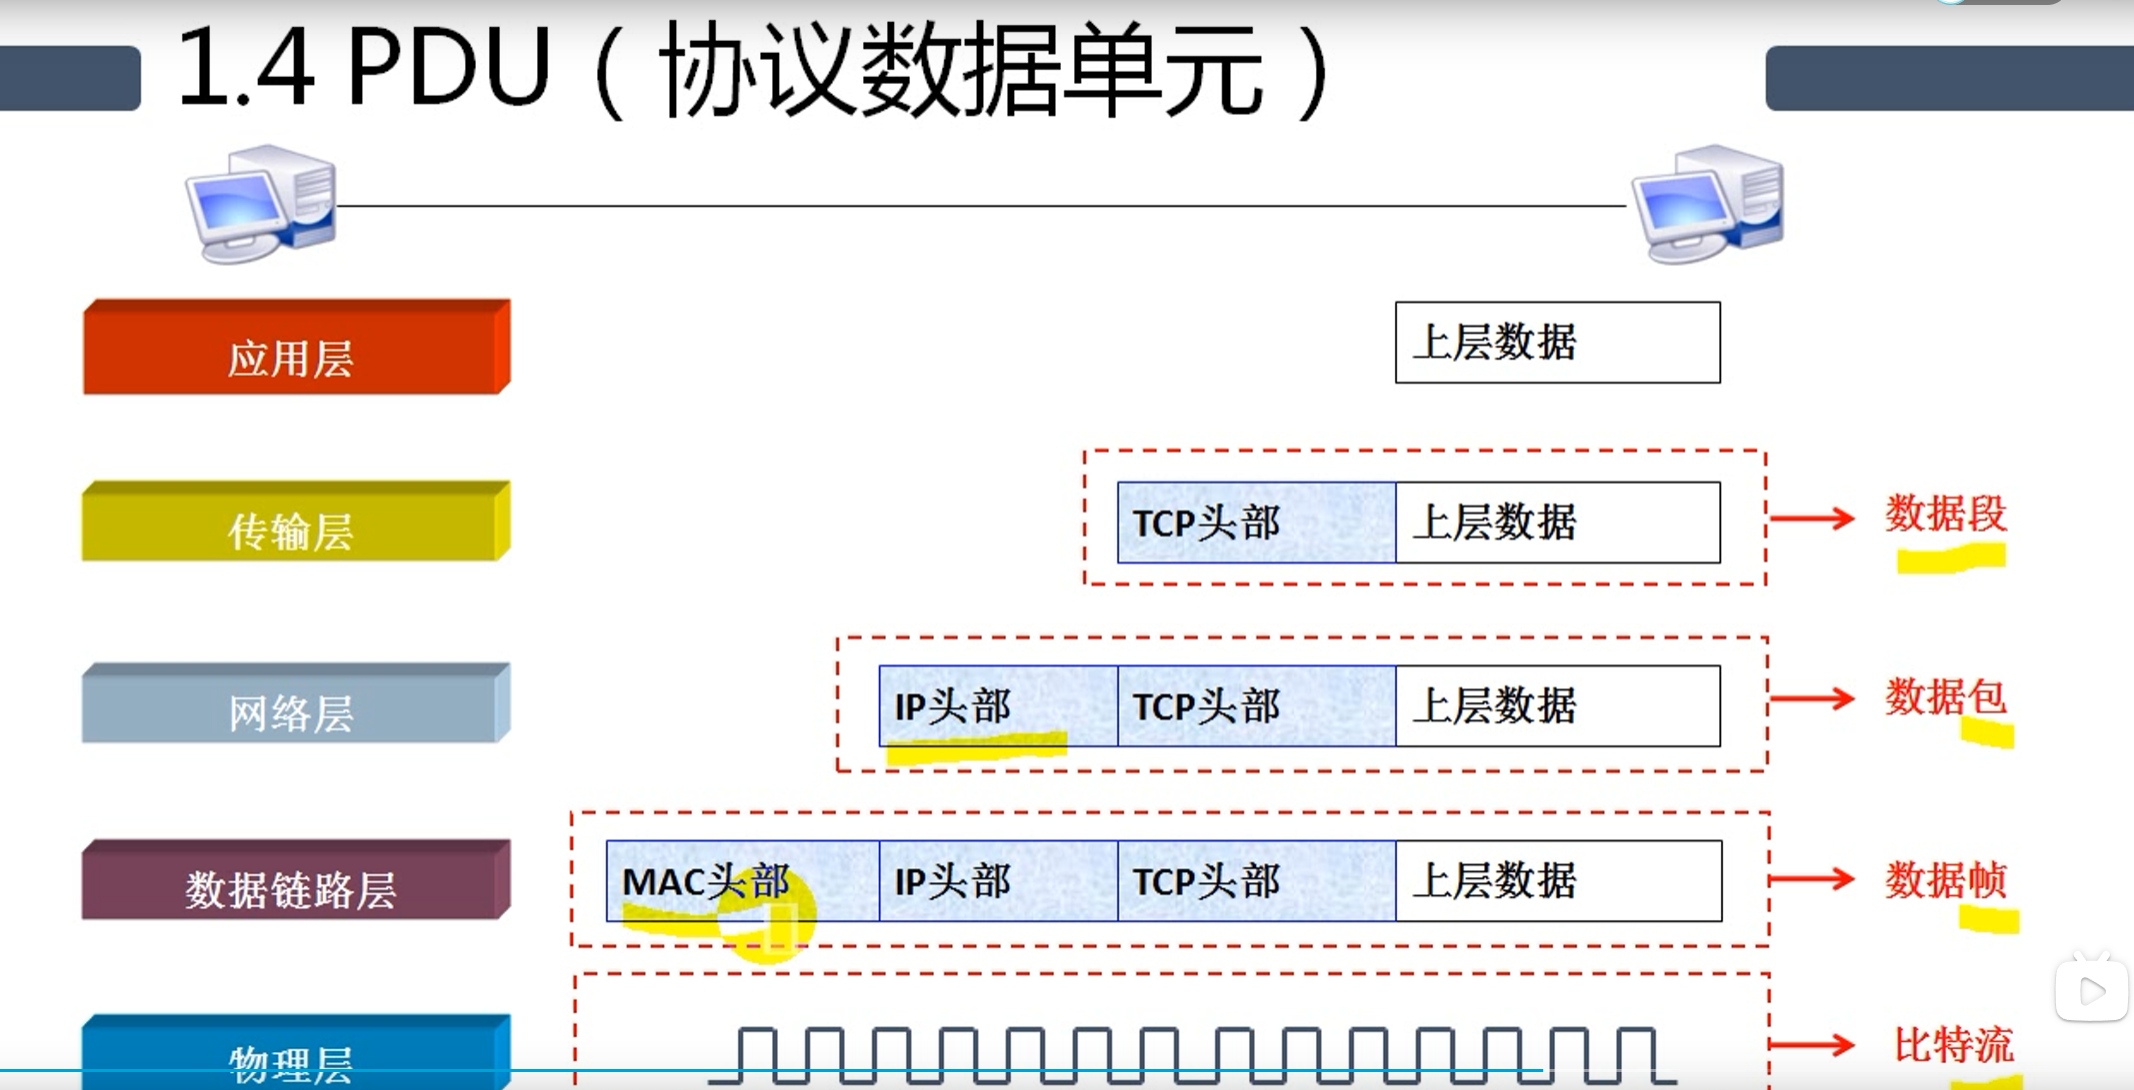 1.4 PDU（协议数据单元）
应用层
上层数据
传输层
TCP头部 上层数据 数据段
网络层
IP头部 TCP头部 上层数据 数据包
数据链路层
MAC头部 IP头部 TCP头部 上层数据 数据帧
物理层
比特流